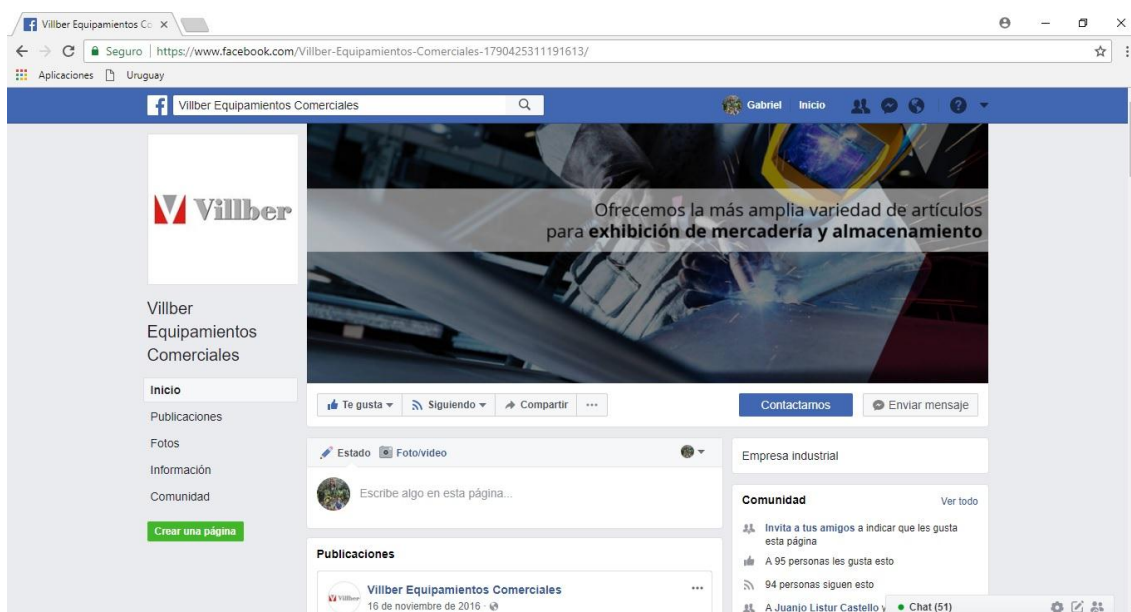 Villber Equipamientos Co
Seguro https://www.facebook.com/Villber-Equipamientos-Comerciales-1790425311191613/
Aplicaciones Uruguay
Villber Equipamientos Comerciales
Gabriel Inicio
Villber
Ofrecemos la más amplia variedad de artículos
para exhibición de mercadería y almacenamiento
Villber
Equipamientos
Comerciales
Inicio
Publicaciones
Fotos
Información
Comunidad
Crear una página
Te gusta Siguiendo Compartir
Contactarnos Enviar mensaje
Estado Foto/video
Escribe algo en esta página...
Publicaciones
Villber
Villber Equipamientos Comerciales
16 de noviembre de 2016
Empresa industrial
Comunidad Ver todo
Invita a tus amigos a indicar que les gusta
esta página
A 95 personas les gusta esto
94 personas siguen esto
A Juanjo Listur Castello y
Chat (51)